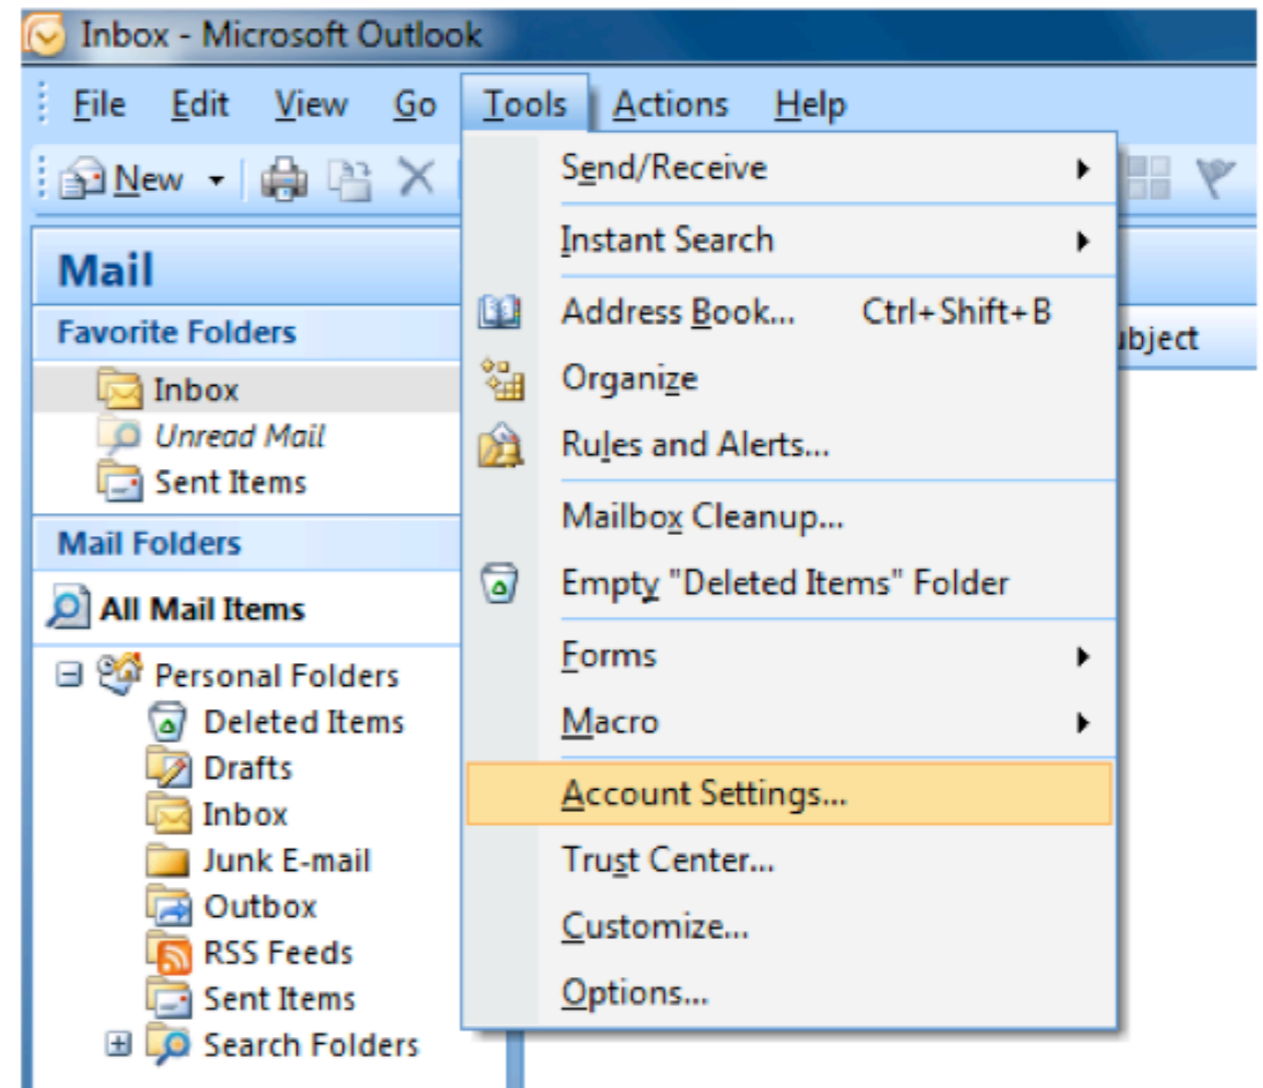 Inbox - Microsoft Outlook
File Edit View Go Tools Actions Help
New
Mail
Favorite Folders
Inbox
Unread Mail
Sent Items
Mail Folders
All Mail Items
Personal Folders
Deleted Items
Drafts
Inbox
Junk E-mail
Outbox
RSS Feeds
Sent Items
Search Folders
Send/Receive
Instant Search
Address Book... Ctrl+Shift+B
Organize
Rules and Alerts...
Mailbox Cleanup...
Empty "Deleted Items" Folder
Forms
Macro
Account Settings...
Trust Center...
Customize...
Options...